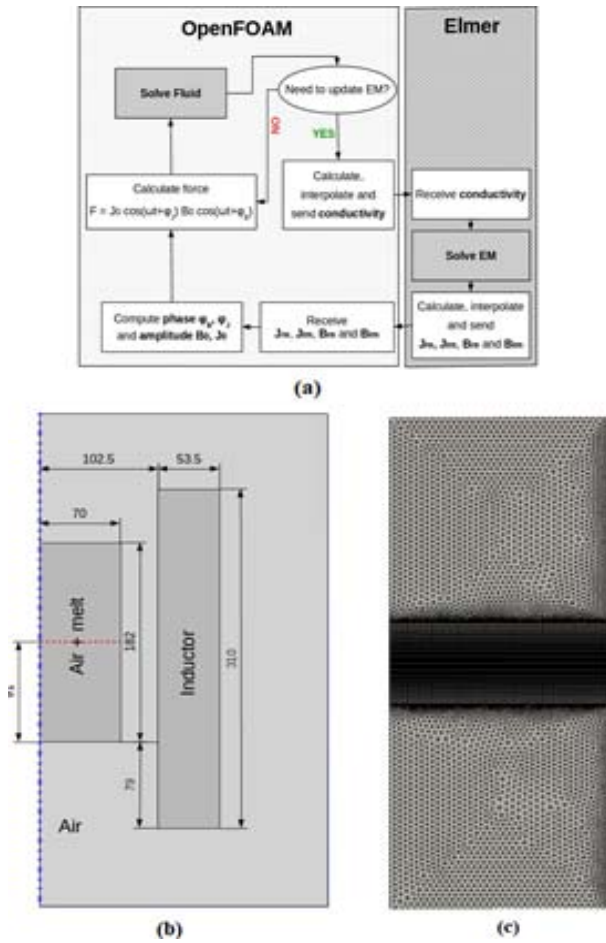 OpenFOAM
Elmer
Solve Fluid
Need to update EM?
NO
YES
Calculate force
F = J₀ cos(ωt+φⱼ) B₀ cos(ωt+φ_B)
Calculate,
interpolate and
send conductivity
Receive conductivity
Solve EM
Compute phase φ_B, φⱼ
and amplitude B₀, J₀
Receive
Jre, Jim, Bre and Bim
Calculate, interpolate
and send
Jre, Jim, Bre and Bim
(a)
102.5
53.5
70
Air + melt
182
Inductor
310
79
Air
(b)
(c)